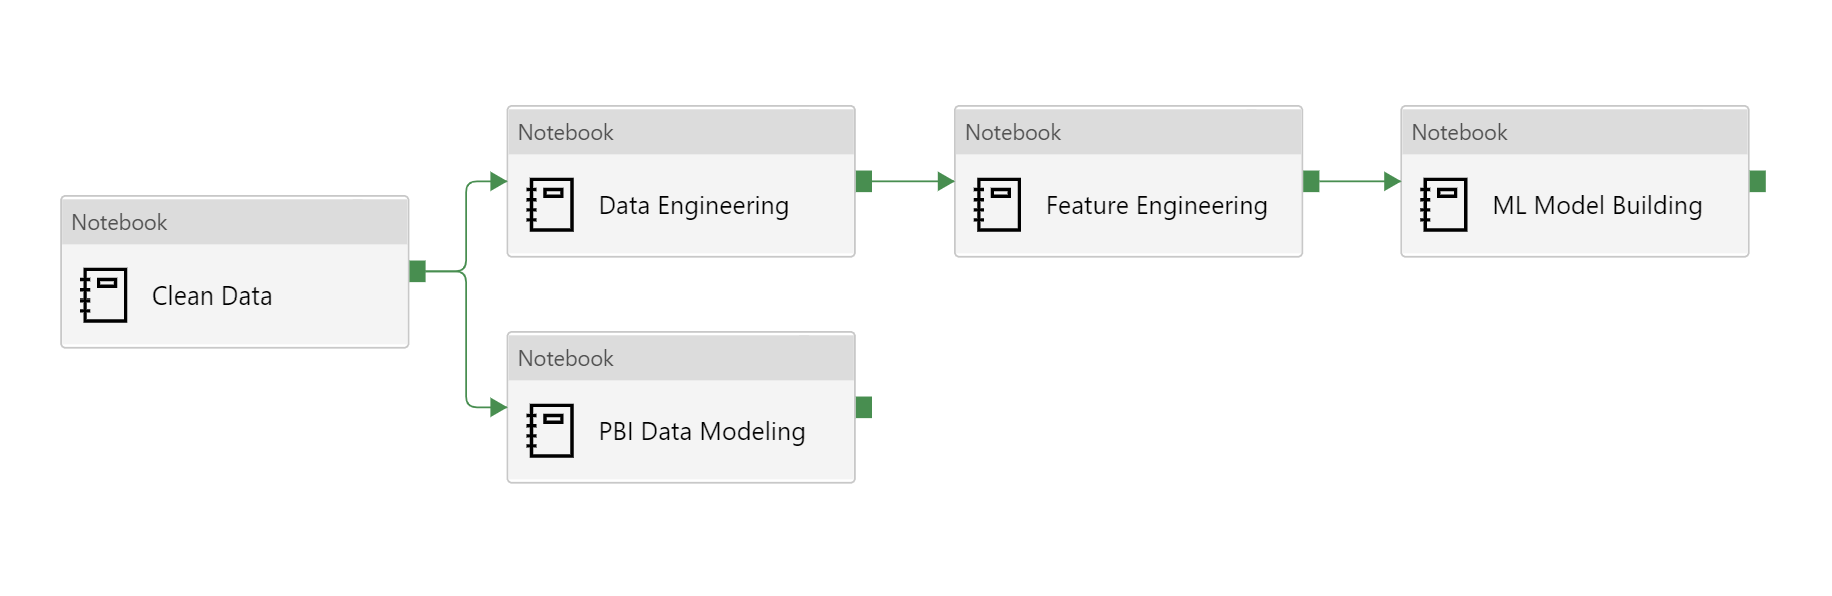 Notebook
Clean Data
Notebook
Data Engineering
Notebook
Feature Engineering
Notebook
ML Model Building
Notebook
PBI Data Modeling